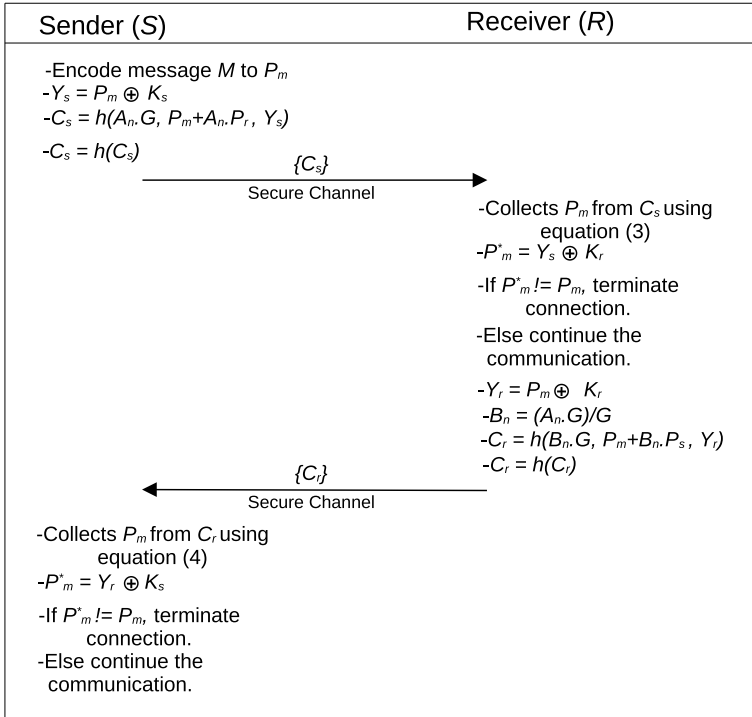 Sender (S)
Receiver (R)
-Encode message M to Pₘ
-Yₛ = Pₘ ⊕ Kₛ
-Cₛ = h(Aₙ.G, Pₘ+Aₙ.Pᵣ, Yₛ)
-Cₛ = h(Cₛ)
{Cₛ}
Secure Channel
-Collects Pₘ from Cₛ using
equation (3)
-P*ₘ = Yₛ ⊕ Kᵣ
-If P*ₘ != Pₘ, terminate
connection.
-Else continue the
communication.
-Yᵣ = Pₘ ⊕ Kᵣ
-Bₙ = (Aₙ.G)/G
-Cᵣ = h(Bₙ.G, Pₘ+Bₙ.Pₛ, Yᵣ)
-Cᵣ = h(Cᵣ)
{Cᵣ}
Secure Channel
-Collects Pₘ from Cᵣ using
equation (4)
-P*ₘ = Yᵣ ⊕ Kₛ
-If P*ₘ != Pₘ, terminate
connection.
-Else continue the
communication.